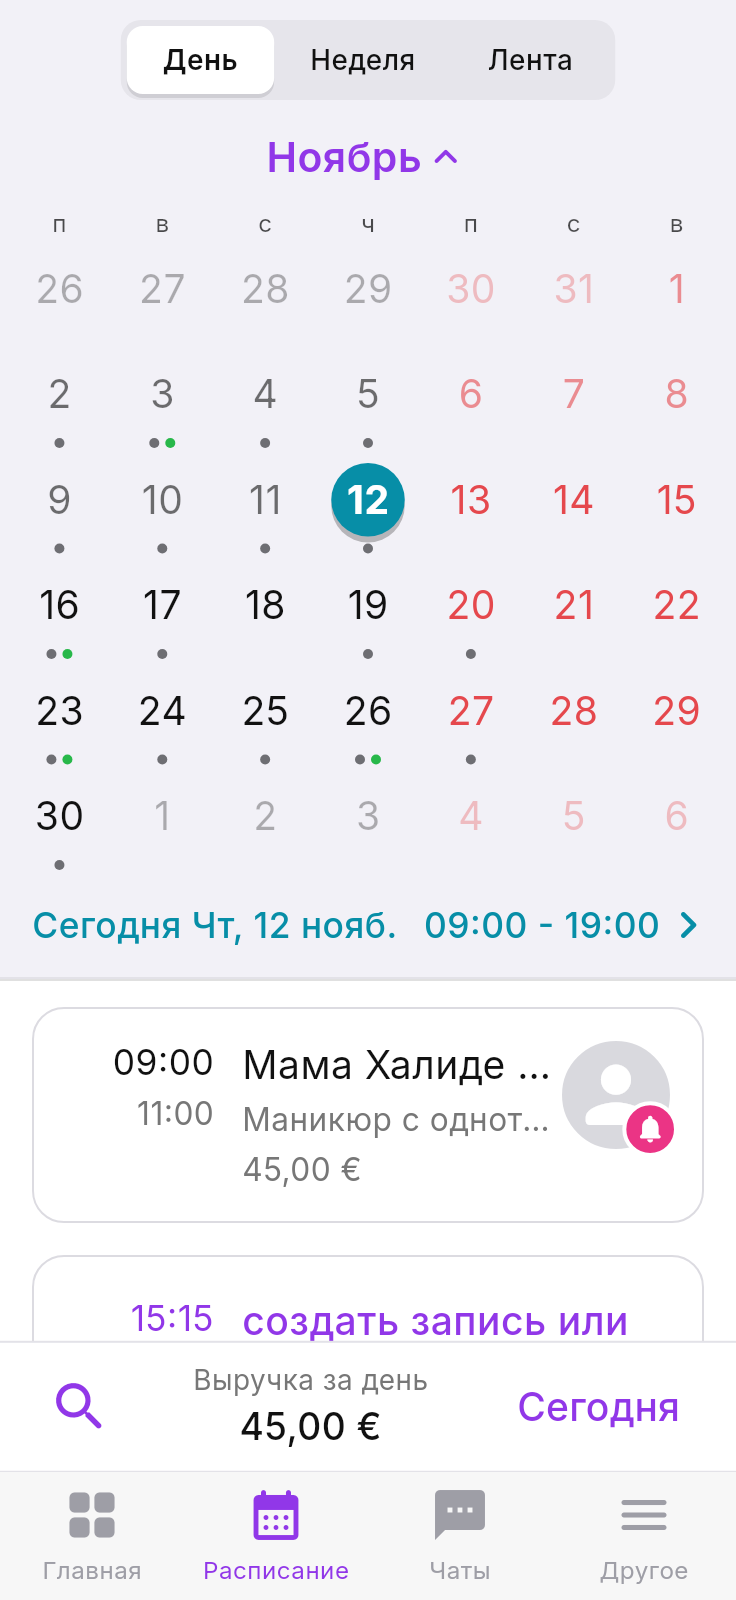 День Неделя Лента
Ноябрь
п в с ч п с в
26 27 28 29 30 31 1
2 3 4 5 6 7 8
9 10 11 12 13 14 15
16 17 18 19 20 21 22
23 24 25 26 27 28 29
30 1 2 3 4 5 6
Сегодня Чт, 12 нояб. 09:00 - 19:00
09:00 Мама Халиде ...
11:00 Маникюр с однот...
45,00 €
15:15 создать запись или
Выручка за день
45,00 €
Сегодня
Главная Расписание Чаты Другое